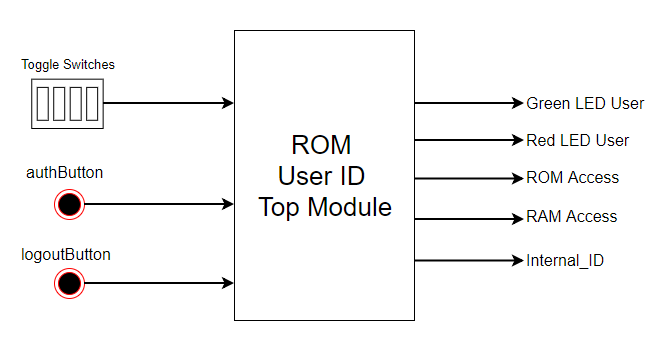 Toggle Switches
authButton
logoutButton
ROM
User ID
Top Module
Green LED User
Red LED User
ROM Access
RAM Access
Internal_ID